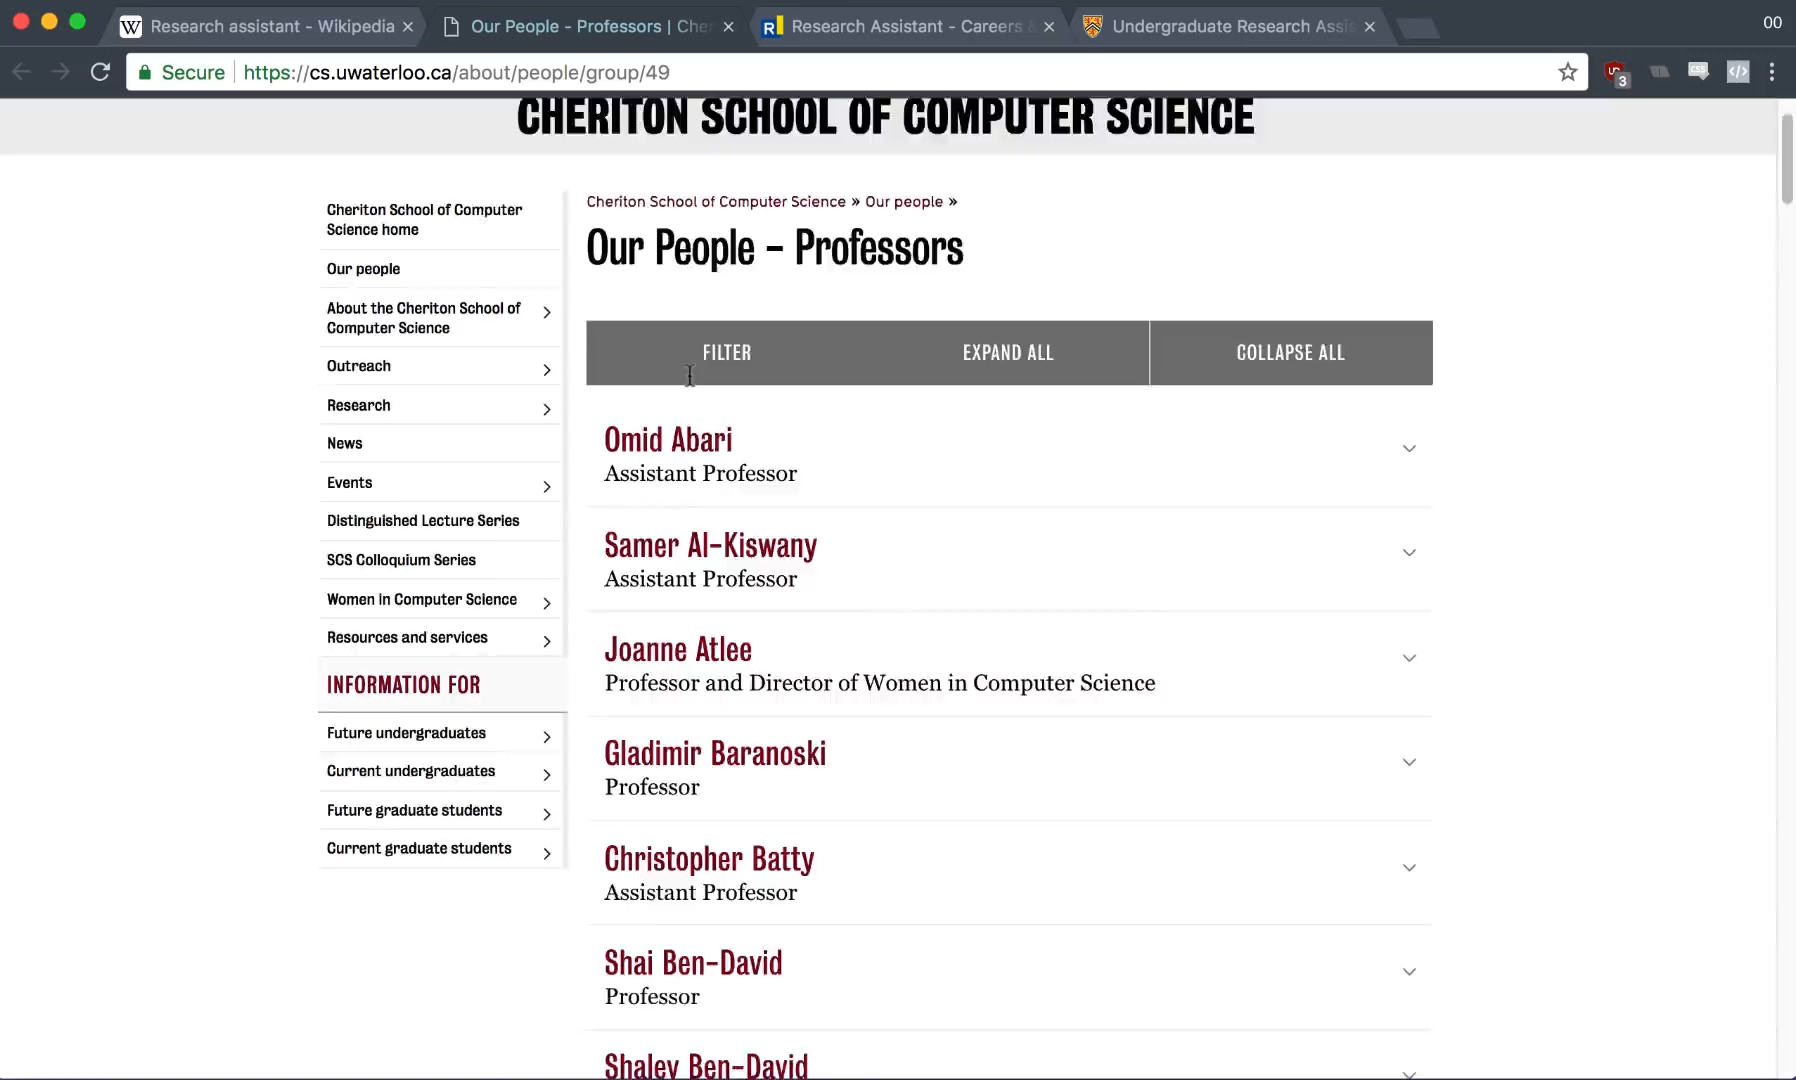 Research assistant - Wikipedia
Our People - Professors | Cher
Research Assistant - Careers &
Undergraduate Research Assis
00
Secure
https://cs.uwaterloo.ca/about/people/group/49
3
CHERITON SCHOOL OF COMPUTER SCIENCE
Cheriton School of Computer
Science home
Our people
About the Cheriton School of
Computer Science
Outreach
Research
News
Events
Distinguished Lecture Series
SCS Colloquium Series
Women in Computer Science
Resources and services
INFORMATION FOR
Future undergraduates
Current undergraduates
Future graduate students
Current graduate students
Cheriton School of Computer Science » Our people »
Our People - Professors
FILTER
EXPAND ALL
COLLAPSE ALL
Omid Abari
Assistant Professor
Samer Al-Kiswany
Assistant Professor
Joanne Atlee
Professor and Director of Women in Computer Science
Gladimir Baranoski
Professor
Christopher Batty
Assistant Professor
Shai Ben-David
Professor
Shalev Ben-David